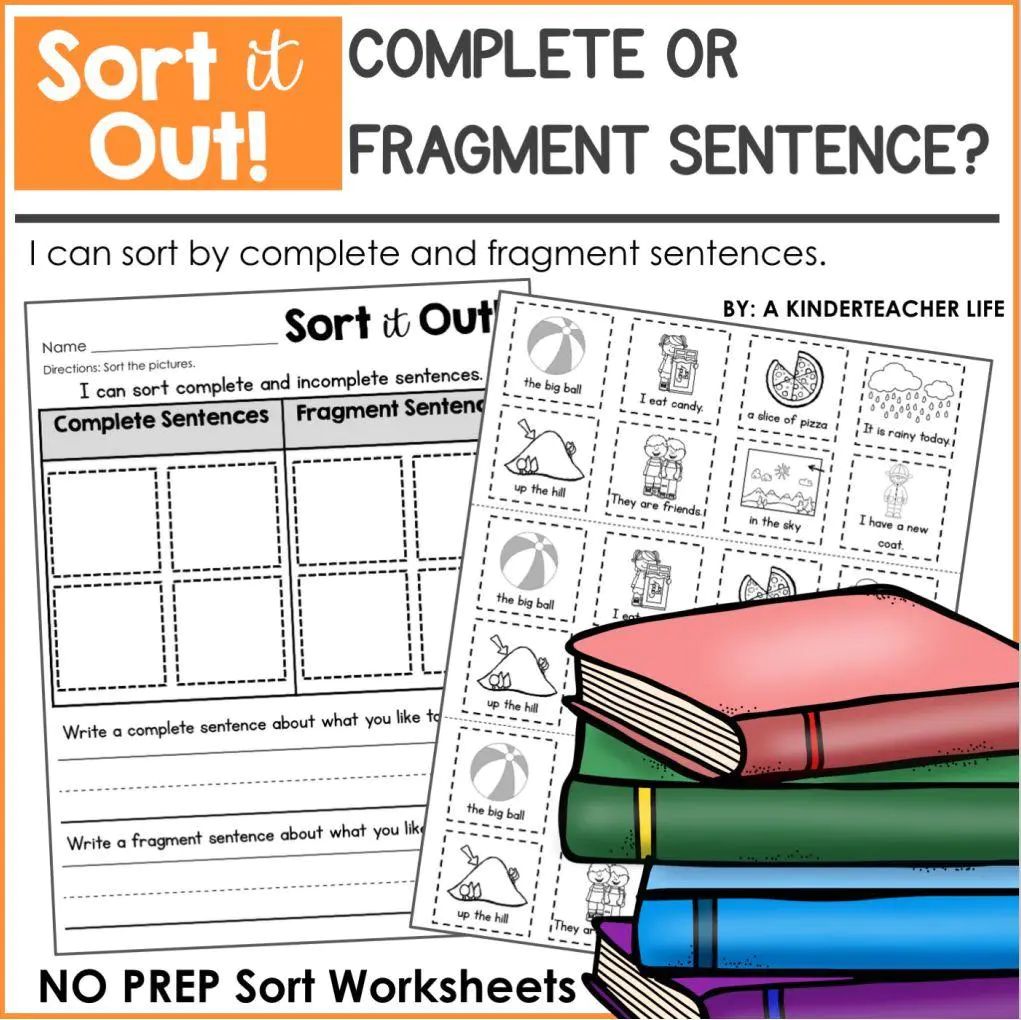 Sort it
Out!
COMPLETE OR
FRAGMENT SENTENCE?
I can sort by complete and fragment sentences.
BY: A KINDERTEACHER LIFE
Sort it Out!
Name
Directions: Sort the pictures.
I can sort complete and incomplete sentences.
Complete Sentences
Fragment Sentenc
Write a complete sentence about what you like to
Write a fragment sentence about what you lik
the big ball
I eat candy.
a slice of pizza
It is rainy today.
up the hill
They are friends.
in the sky
I have a new
coat.
the big ball
I eat
up the hill
the big ball
up the hill
They ar
NO PREP Sort Worksheets